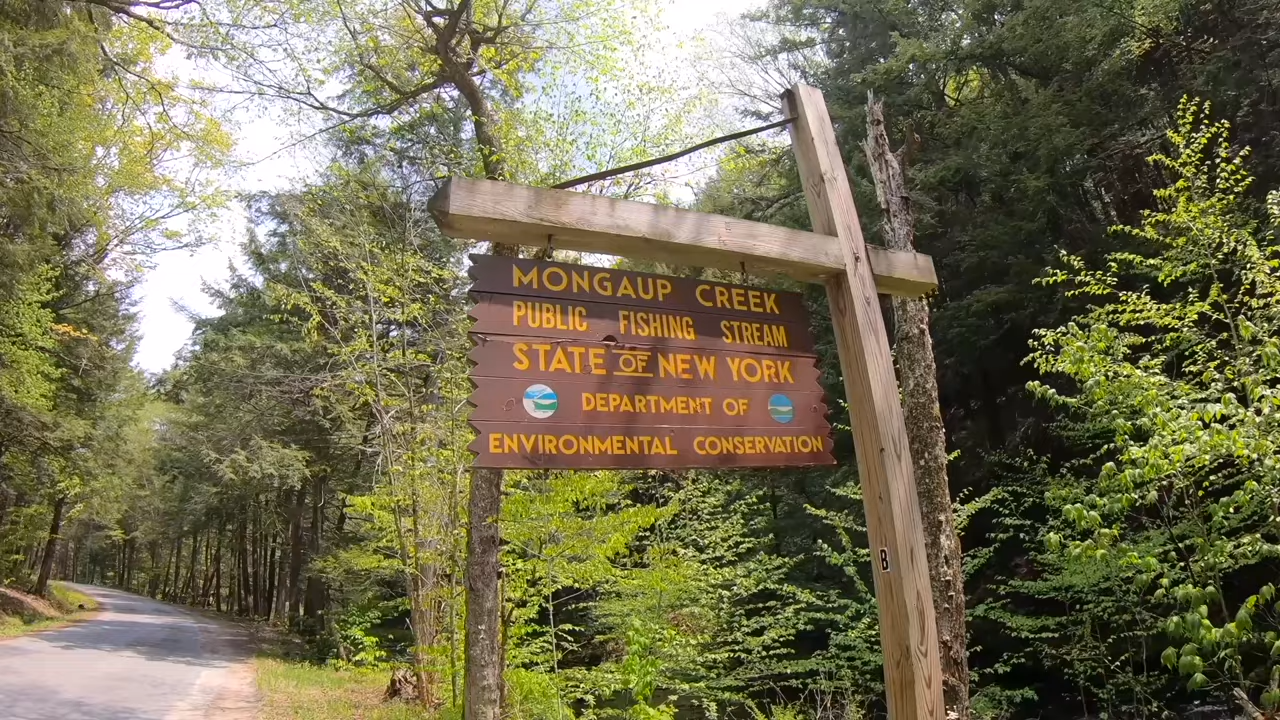 MONGAUP CREEK
PUBLIC FISHING STREAM
STATE OF NEW YORK
DEPARTMENT OF
ENVIRONMENTAL CONSERVATION
B